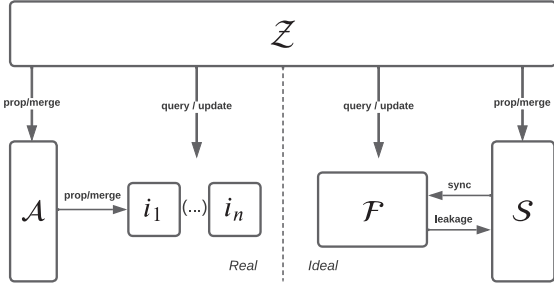 𝒵
prop/merge
query / update
query / update
prop/merge
𝒜
prop/merge
i₁
(...)
iₙ
ℱ
sync
leakage
𝒮
Real
Ideal